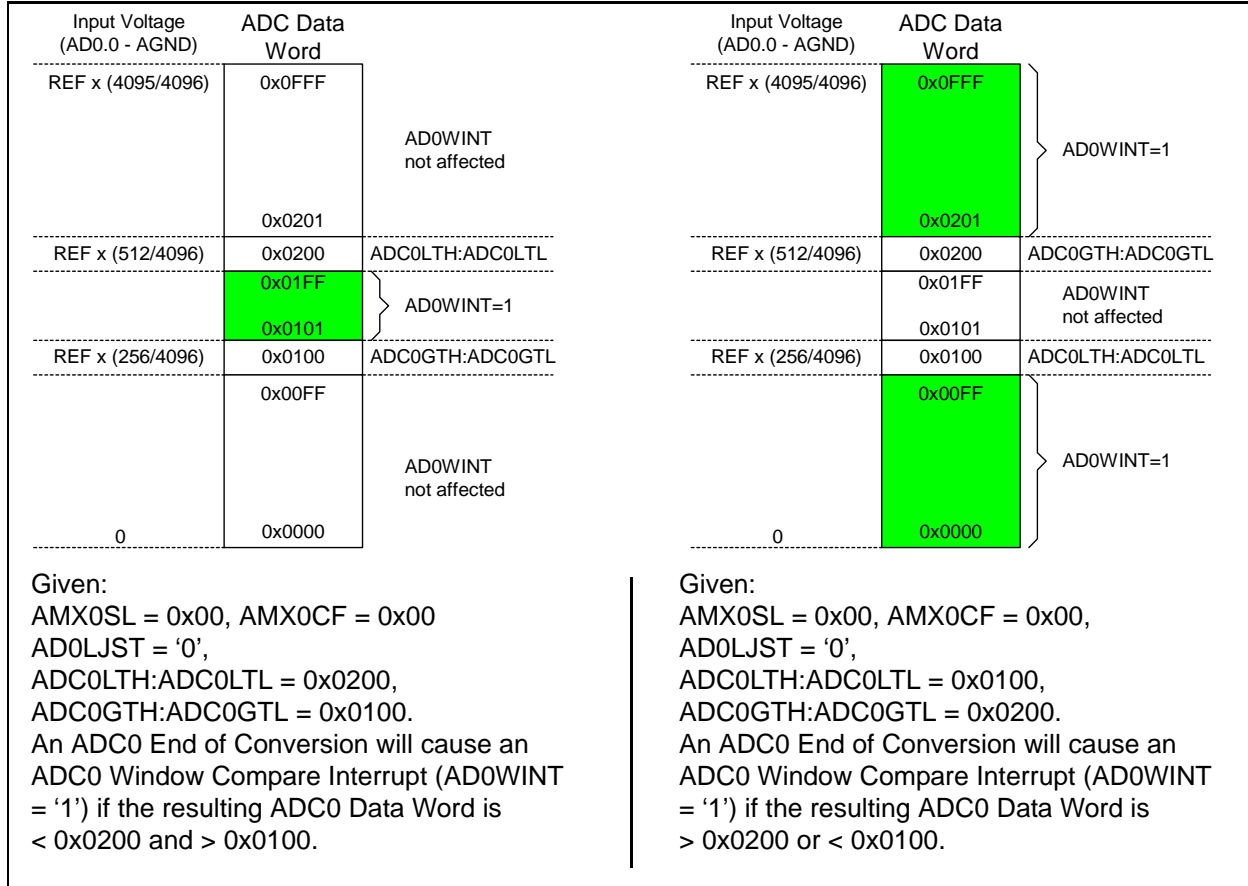 Input Voltage
(AD0.0 - AGND)
ADC Data
Word
REF x (4095/4096)
0x0FFF
AD0WINT
not affected
0x0201
REF x (512/4096)
0x0200
ADC0LTH:ADC0LTL
0x01FF
AD0WINT=1
0x0101
REF x (256/4096)
0x0100
ADC0GTH:ADC0GTL
0x00FF
AD0WINT
not affected
0
0x0000
Given:
AMX0SL = 0x00, AMX0CF = 0x00
AD0LJST = ‘0’,
ADC0LTH:ADC0LTL = 0x0200,
ADC0GTH:ADC0GTL = 0x0100.
An ADC0 End of Conversion will cause an
ADC0 Window Compare Interrupt (AD0WINT
= ‘1’) if the resulting ADC0 Data Word is
< 0x0200 and > 0x0100.
Input Voltage
(AD0.0 - AGND)
ADC Data
Word
REF x (4095/4096)
0x0FFF
AD0WINT=1
0x0201
REF x (512/4096)
0x0200
ADC0GTH:ADC0GTL
0x01FF
AD0WINT
not affected
0x0101
REF x (256/4096)
0x0100
ADC0LTH:ADC0LTL
0x00FF
AD0WINT=1
0
0x0000
Given:
AMX0SL = 0x00, AMX0CF = 0x00,
AD0LJST = ‘0’,
ADC0LTH:ADC0LTL = 0x0100,
ADC0GTH:ADC0GTL = 0x0200.
An ADC0 End of Conversion will cause an
ADC0 Window Compare Interrupt (AD0WINT
= ‘1’) if the resulting ADC0 Data Word is
> 0x0200 or < 0x0100.